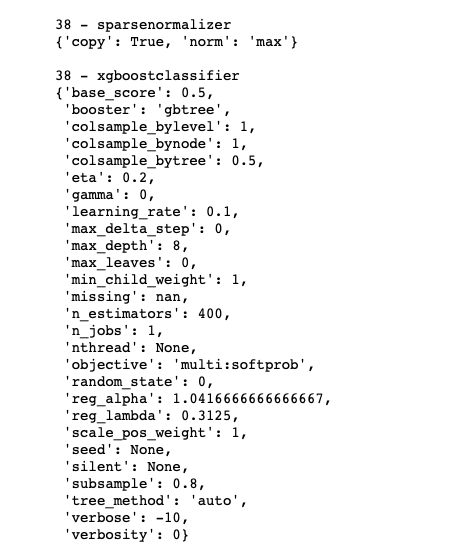 38 - sparsenormalizer
{'copy': True, 'norm': 'max'}

38 - xgboostclassifier
{'base_score': 0.5,
 'booster': 'gbtree',
 'colsample_bylevel': 1,
 'colsample_bynode': 1,
 'colsample_bytree': 0.5,
 'eta': 0.2,
 'gamma': 0,
 'learning_rate': 0.1,
 'max_delta_step': 0,
 'max_depth': 8,
 'max_leaves': 0,
 'min_child_weight': 1,
 'missing': nan,
 'n_estimators': 400,
 'n_jobs': 1,
 'nthread': None,
 'objective': 'multi:softprob',
 'random_state': 0,
 'reg_alpha': 1.0416666666666667,
 'reg_lambda': 0.3125,
 'scale_pos_weight': 1,
 'seed': None,
 'silent': None,
 'subsample': 0.8,
 'tree_method': 'auto',
 'verbose': -10,
 'verbosity': 0}